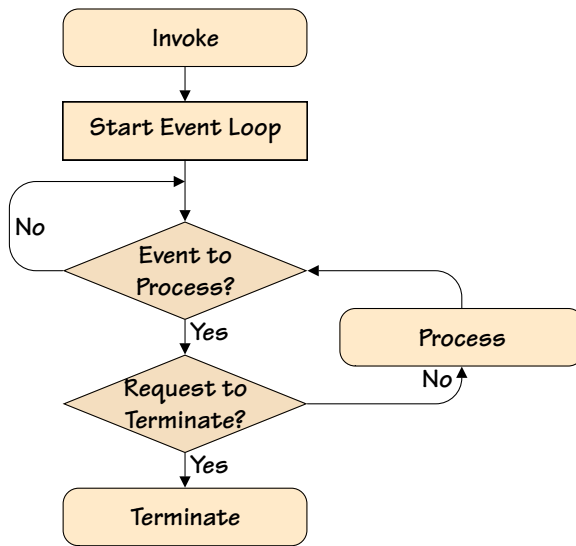 Invoke
Start Event Loop
No
Event to
Process?
Yes
Process
No
Request to
Terminate?
Yes
Terminate